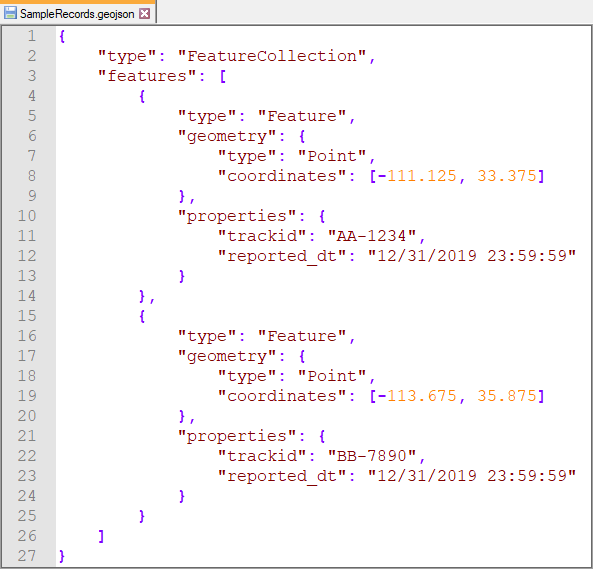 SampleRecords.geojson
1 {
2     "type": "FeatureCollection",
3     "features": [
4         {
5             "type": "Feature",
6             "geometry": {
7                 "type": "Point",
8                 "coordinates": [-111.125, 33.375]
9             },
10             "properties": {
11                 "trackid": "AA-1234",
12                 "reported_dt": "12/31/2019 23:59:59"
13             }
14         },
15         {
16             "type": "Feature",
17             "geometry": {
18                 "type": "Point",
19                 "coordinates": [-113.675, 35.875]
20             },
21             "properties": {
22                 "trackid": "BB-7890",
23                 "reported_dt": "12/31/2019 23:59:59"
24             }
25         }
26     ]
27 }